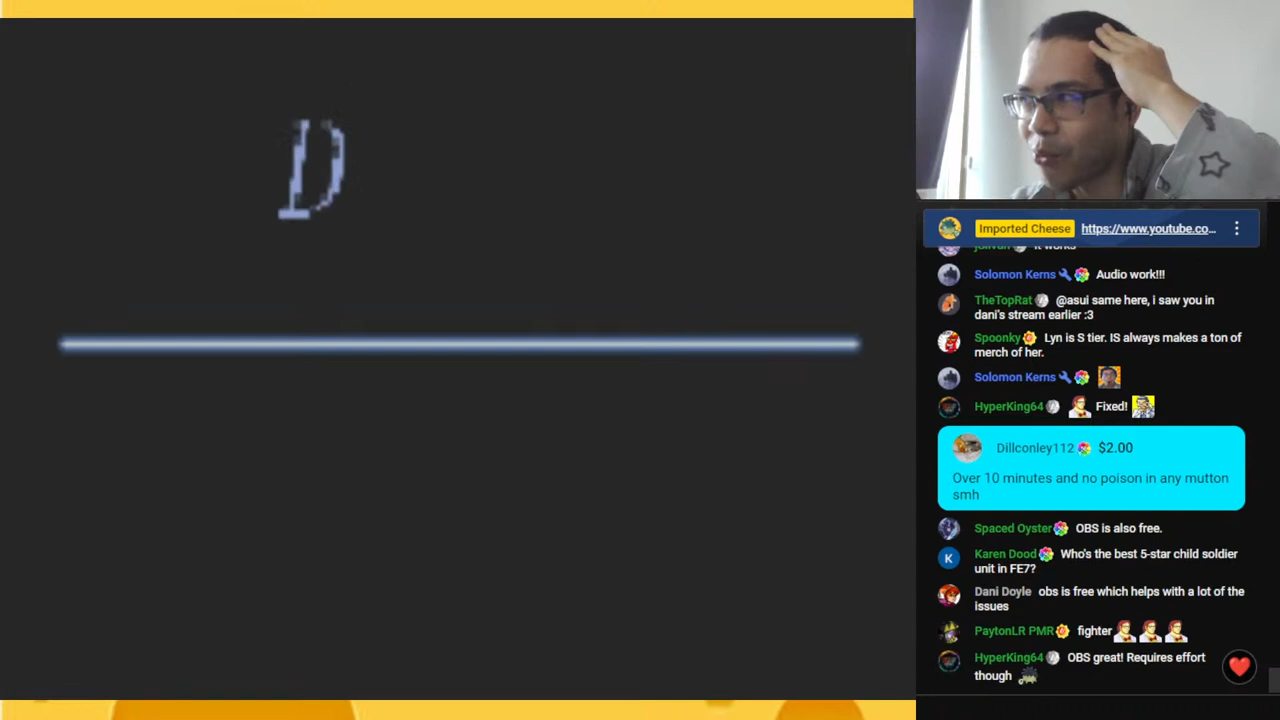 D
Imported Cheese https://www.youtube.co...
Solomon Kerns Audio work!!!
TheTopRat @asui same here, i saw you in
dani's stream earlier :3
Spoonky Lyn is S tier. IS always makes a ton of
merch of her.
Solomon Kerns
HyperKing64 Fixed!
Dillconley112 $2.00
Over 10 minutes and no poison in any mutton
smh
Spaced Oyster OBS is also free.
K
Karen Dood Who's the best 5-star child soldier
unit in FE7?
Dani Doyle obs is free which helps with a lot of the
issues
PaytonLR PMR fighter
HyperKing64 OBS great! Requires effort
though